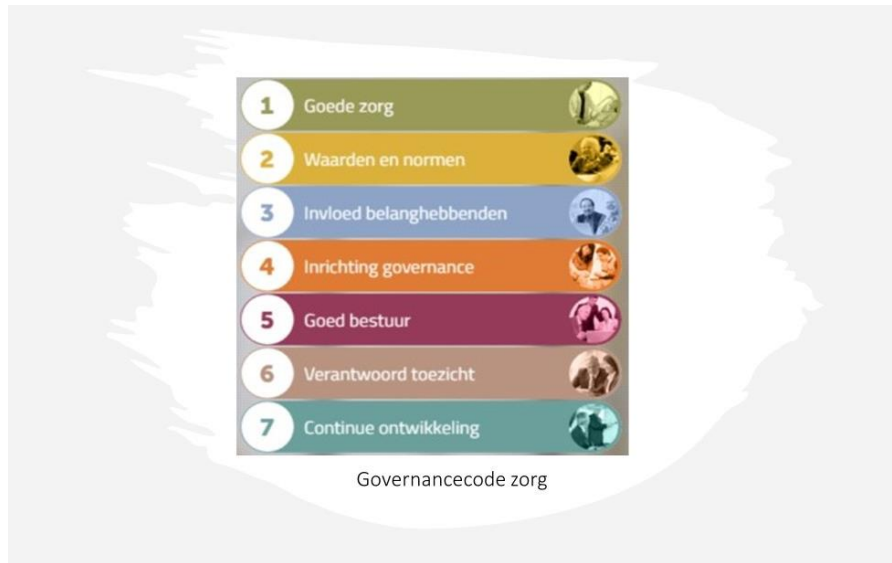 1 Goede zorg
2 Waarden en normen
3 Invloed belanghebbenden
4 Inrichting governance
5 Goed bestuur
6 Verantwoord toezicht
7 Continue ontwikkeling
Governancecode zorg